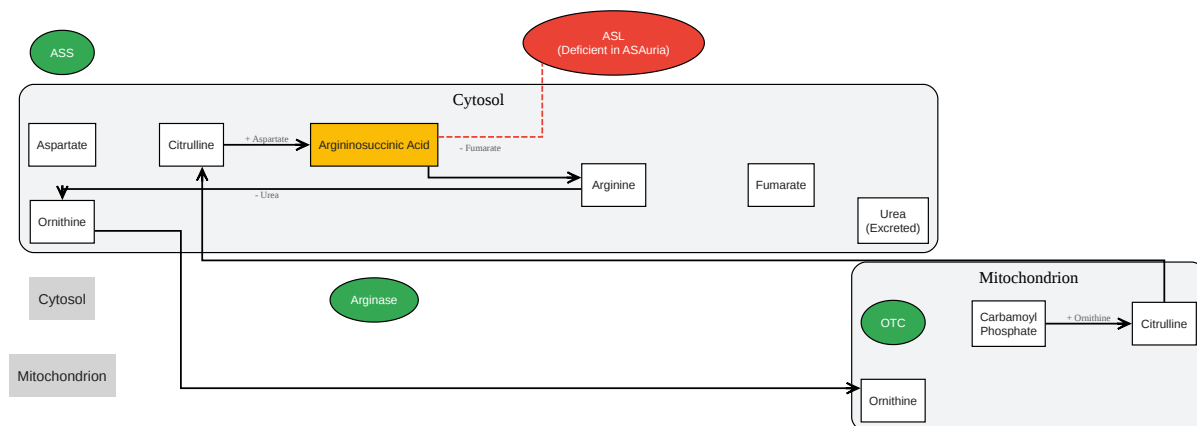 ASS
ASL
(Deficient in ASAuria)
Cytosol
Aspartate
Citrulline
+ Aspartate
Argininosuccinic Acid
- Fumarate
Arginine
Fumarate
- Urea
Ornithine
Urea
(Excreted)
Cytosol
Arginase
Mitochondrion
OTC
Carbamoyl
Phosphate
+ Ornithine
Citrulline
Mitochondrion
Ornithine